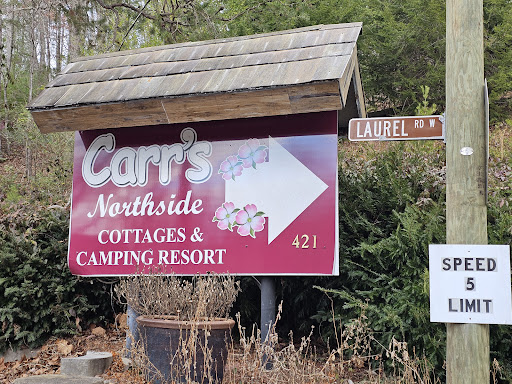 Carr's
Northside
COTTAGES &
CAMPING RESORT
421
LAUREL RD W
SPEED
5
LIMIT